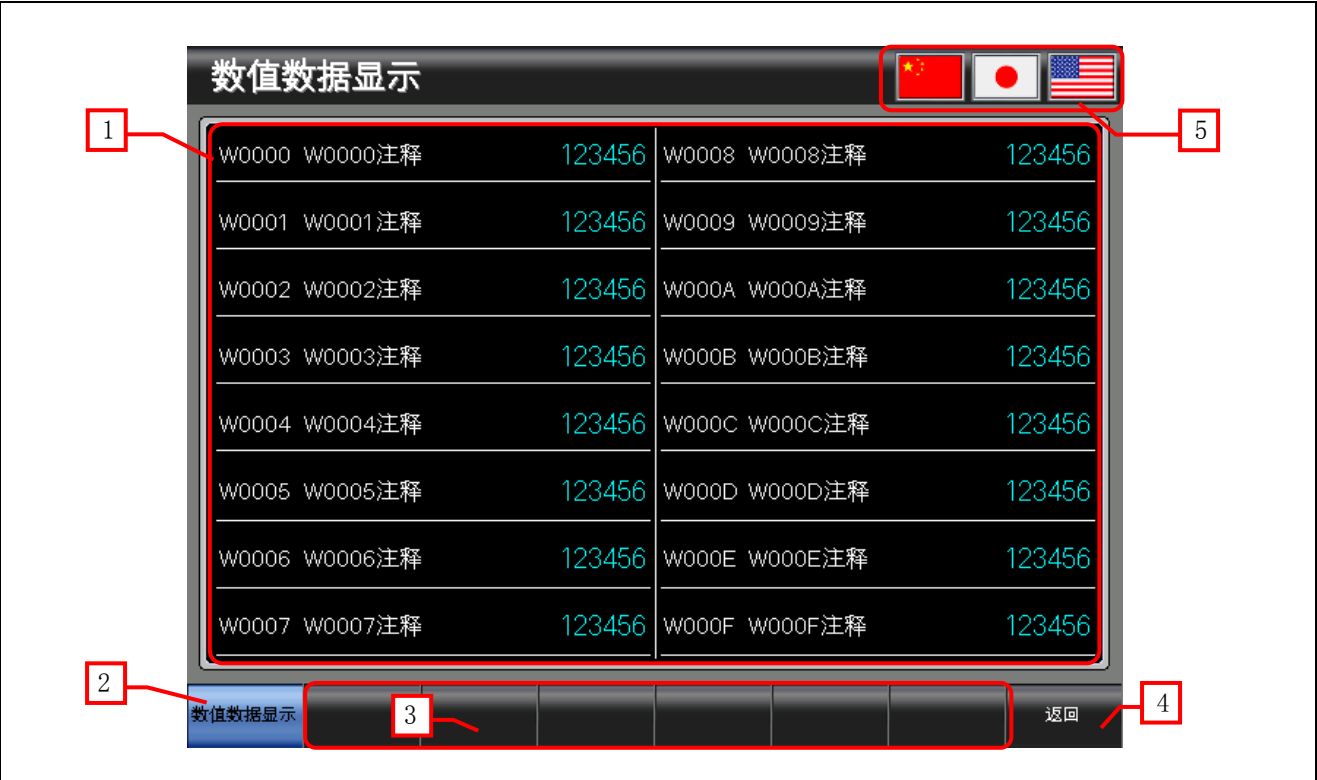 数值数据显示
1
5
W0000 W0000注释 123456 W0008 W0008注释 123456
W0001 W0001注释 123456 W0009 W0009注释 123456
W0002 W0002注释 123456 W000A W000A注释 123456
W0003 W0003注释 123456 W000B W000B注释 123456
W0004 W0004注释 123456 W000C W000C注释 123456
W0005 W0005注释 123456 W000D W000D注释 123456
W0006 W0006注释 123456 W000E W000E注释 123456
W0007 W0007注释 123456 W000F W000F注释 123456
2
数值数据显示
3
返回
4